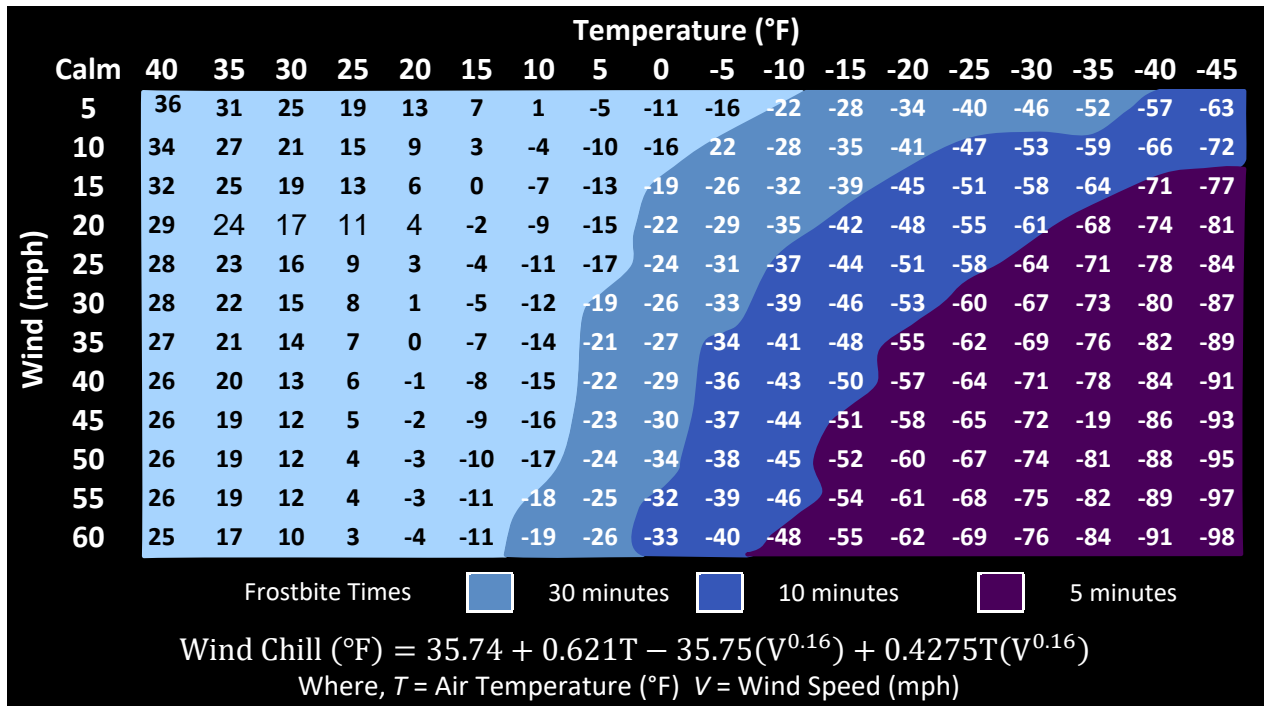 Temperature (°F)
Calm 40 35 30 25 20 15 10 5 0 -5 -10 -15 -20 -25 -30 -35 -40 -45
Wind (mph)
5 36 31 25 19 13 7 1 -5 -11 -16 -22 -28 -34 -40 -46 -52 -57 -63
10 34 27 21 15 9 3 -4 -10 -16 22 -28 -35 -41 -47 -53 -59 -66 -72
15 32 25 19 13 6 0 -7 -13 -19 -26 -32 -39 -45 -51 -58 -64 -71 -77
20 29 24 17 11 4 -2 -9 -15 -22 -29 -35 -42 -48 -55 -61 -68 -74 -81
25 28 23 16 9 3 -4 -11 -17 -24 -31 -37 -44 -51 -58 -64 -71 -78 -84
30 28 22 15 8 1 -5 -12 -19 -26 -33 -39 -46 -53 -60 -67 -73 -80 -87
35 27 21 14 7 0 -7 -14 -21 -27 -34 -41 -48 -55 -62 -69 -76 -82 -89
40 26 20 13 6 -1 -8 -15 -22 -29 -36 -43 -50 -57 -64 -71 -78 -84 -91
45 26 19 12 5 -2 -9 -16 -23 -30 -37 -44 -51 -58 -65 -72 -19 -86 -93
50 26 19 12 4 -3 -10 -17 -24 -34 -38 -45 -52 -60 -67 -74 -81 -88 -95
55 26 19 12 4 -3 -11 -18 -25 -32 -39 -46 -54 -61 -68 -75 -82 -89 -97
60 25 17 10 3 -4 -11 -19 -26 -33 -40 -48 -55 -62 -69 -76 -84 -91 -98
Frostbite Times 30 minutes 10 minutes 5 minutes
Wind Chill (°F) = 35.74 + 0.621T − 35.75(V^0.16) + 0.4275T(V^0.16)
Where, T = Air Temperature (°F) V = Wind Speed (mph)